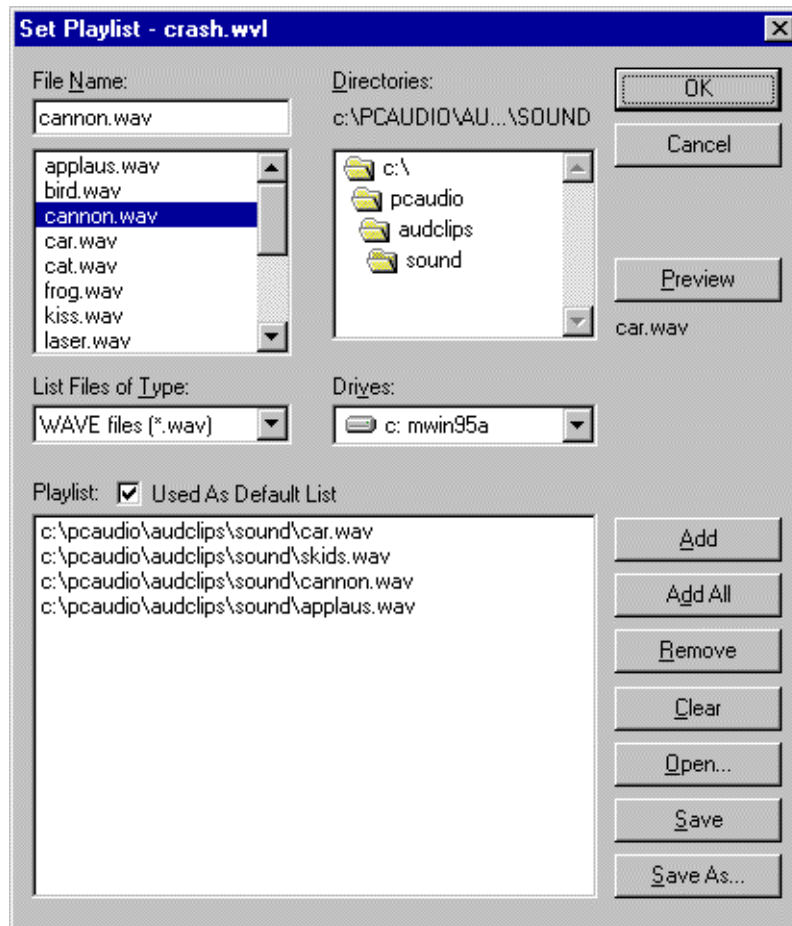 Set Playlist - crash.wvl
File Name:
cannon.wav
applaus.wav
bird.wav
cannon.wav
car.wav
cat.wav
frog.wav
kiss.wav
laser.wav
List Files of Type:
WAVE files (*.wav)
Directories:
c:\PCAUDIO\AU...\SOUND
c:\
pcaudio
audclips
sound
Drives:
c: mwin95a
OK
Cancel
Preview
car.wav
Playlist: Used As Default List
c:\pcaudio\audclips\sound\car.wav
c:\pcaudio\audclips\sound\skids.wav
c:\pcaudio\audclips\sound\cannon.wav
c:\pcaudio\audclips\sound\applaus.wav
Add
Add All
Remove
Clear
Open...
Save
Save As...